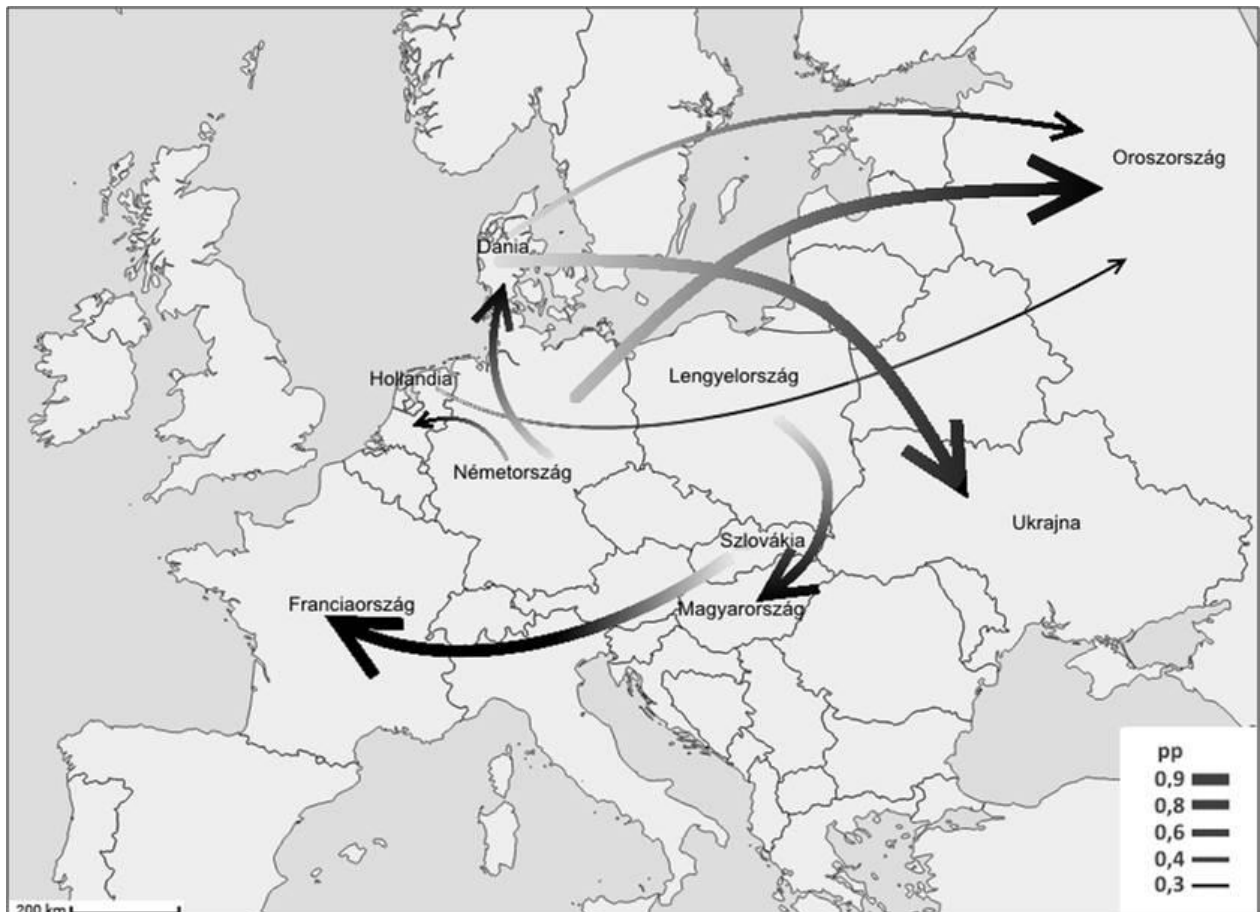 Oroszország
Dánia
Hollandia
Lengyelország
Németország
Ukrajna
Szlovákia
Franciaország
Magyarország
pp
0,9
0,8
0,6
0,4
0,3
200 km